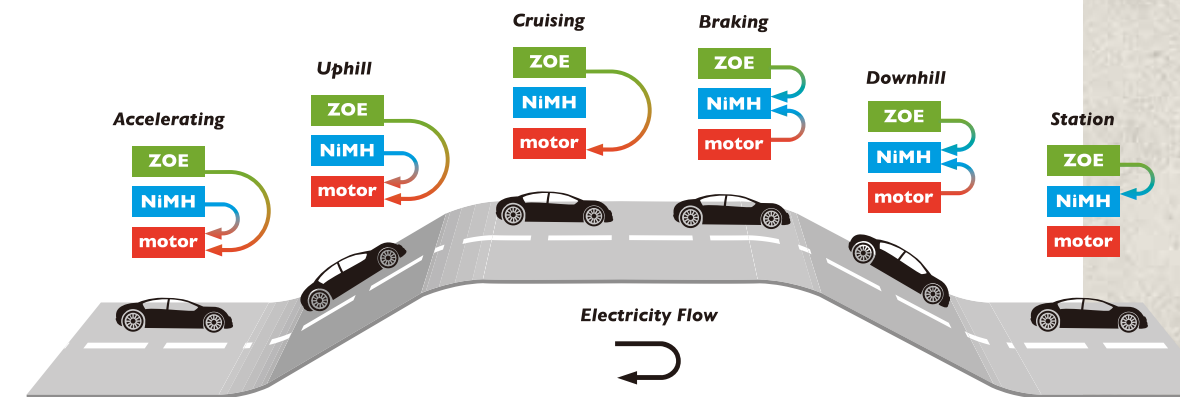 Accelerating
ZOE
NiMH
motor
Uphill
ZOE
NiMH
motor
Cruising
ZOE
NiMH
motor
Braking
ZOE
NiMH
motor
Downhill
ZOE
NiMH
motor
Station
ZOE
NiMH
motor
Electricity Flow